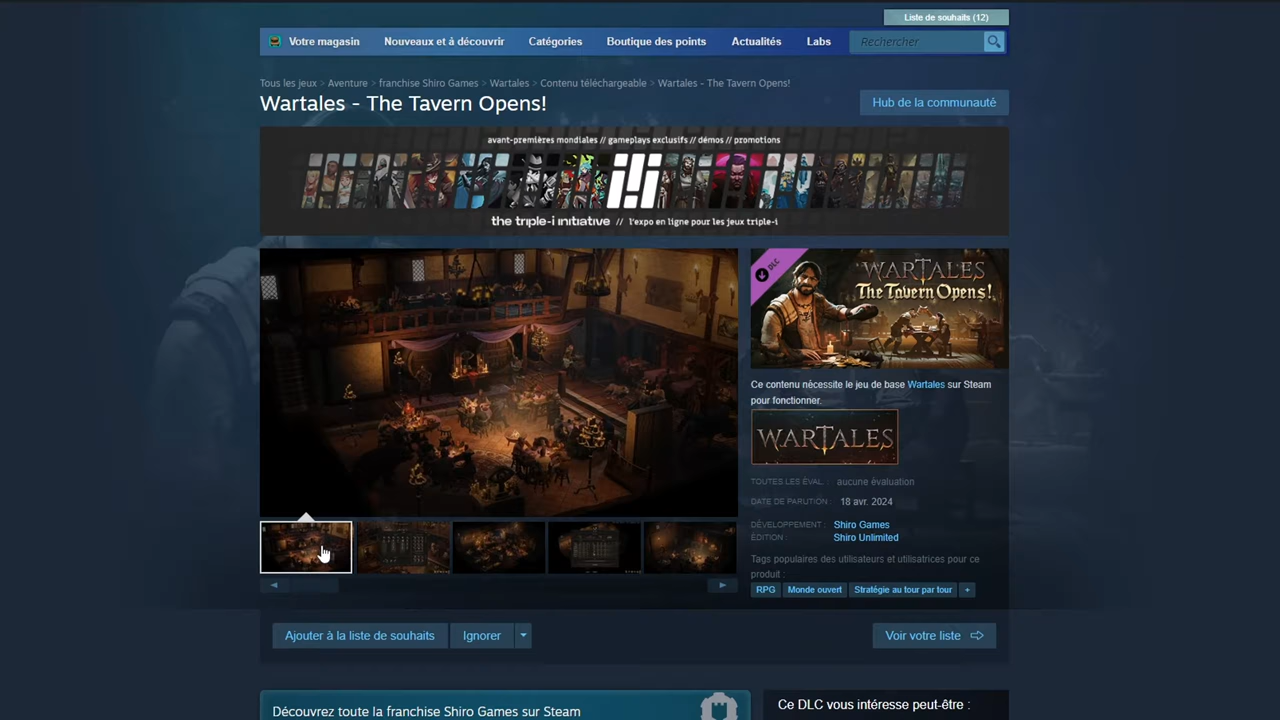 Liste de souhaits (12)
Votre magasin Nouveaux et à découvrir Catégories Boutique des points Actualités Labs Rechercher
Tous les jeux > Aventure > franchise Shiro Games > Wartales > Contenu téléchargeable > Wartales - The Tavern Opens!
Wartales - The Tavern Opens!
Hub de la communauté
avant-premières mondiales // gameplays exclusifs // démos // promotions
the triple-i initiative // l'expo en ligne pour les jeux triple-i
DLC
WARTALES
The Tavern Opens!
Ce contenu nécessite le jeu de base Wartales sur Steam
pour fonctionner.
WARTALES
TOUTES LES ÉVAL. : aucune évaluation
DATE DE PARUTION : 18 avr. 2024
DÉVELOPPEMENT : Shiro Games
ÉDITION : Shiro Unlimited
Tags populaires des utilisateurs et utilisatrices pour ce
produit :
RPG Monde ouvert Stratégie au tour par tour +
Ajouter à la liste de souhaits Ignorer Voir votre liste
Découvrez toute la franchise Shiro Games sur Steam
Ce DLC vous intéresse peut-être :